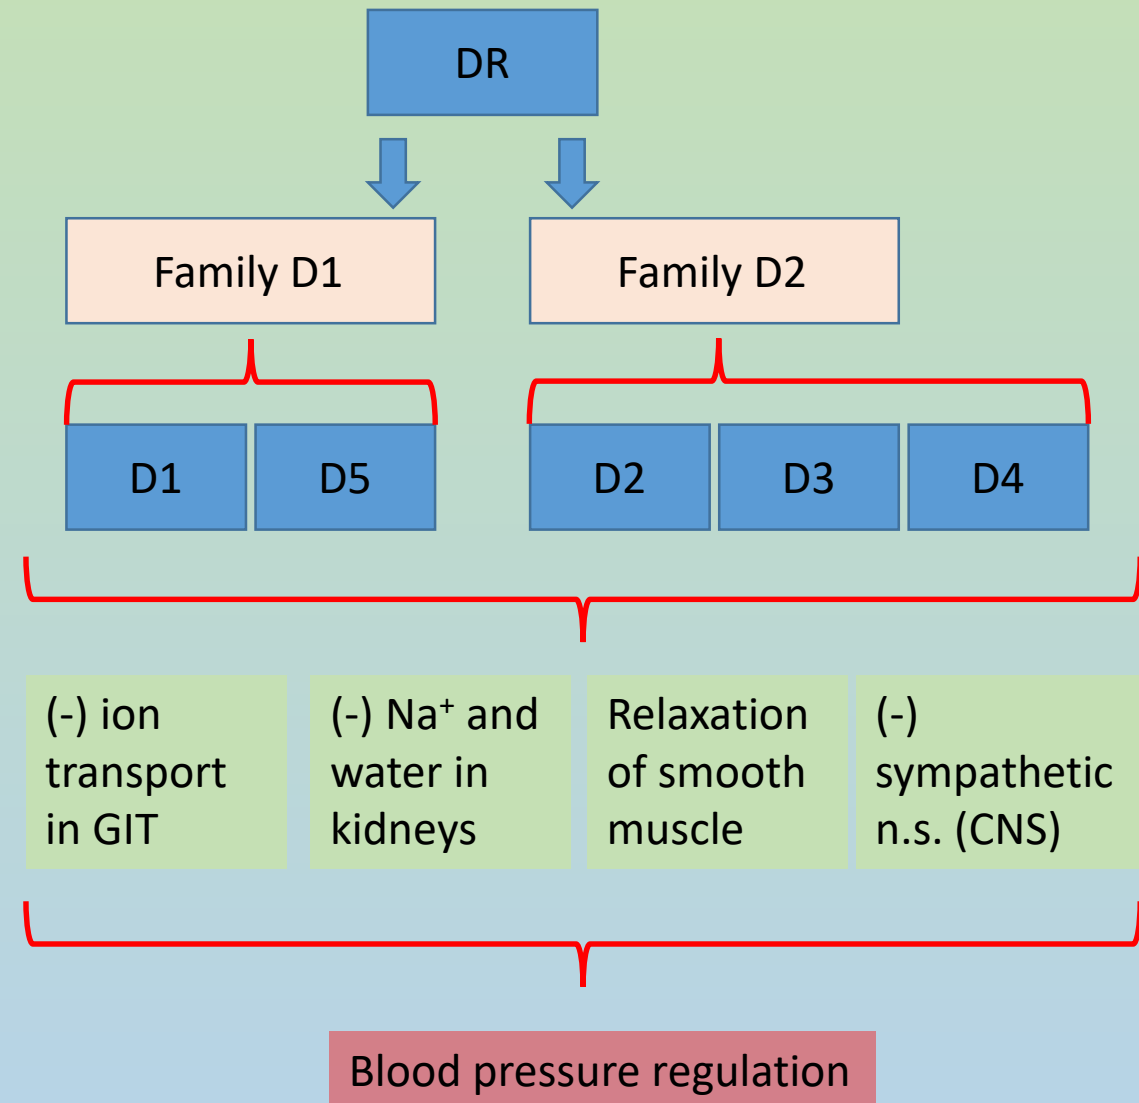 DR
Family D1
Family D2
D1
D5
D2
D3
D4
(-) ion
transport
in GIT
(-) Na⁺ and
water in
kidneys
Relaxation
of smooth
muscle
(-)
sympathetic
n.s. (CNS)
Blood pressure regulation